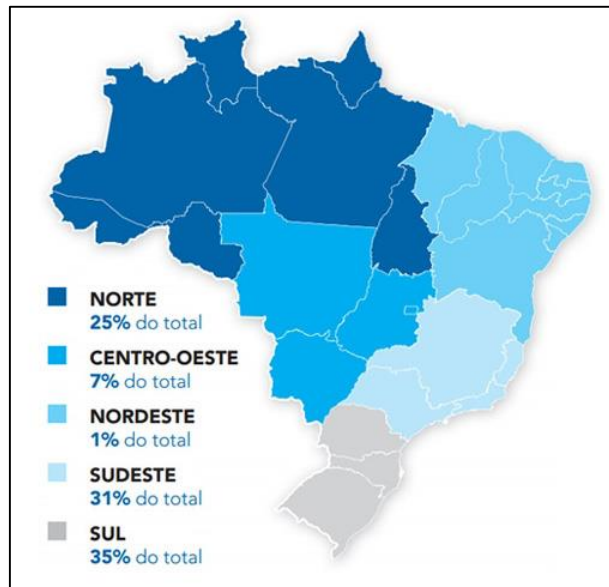 NORTE
25% do total
CENTRO-OESTE
7% do total
NORDESTE
1% do total
SUDESTE
31% do total
SUL
35% do total